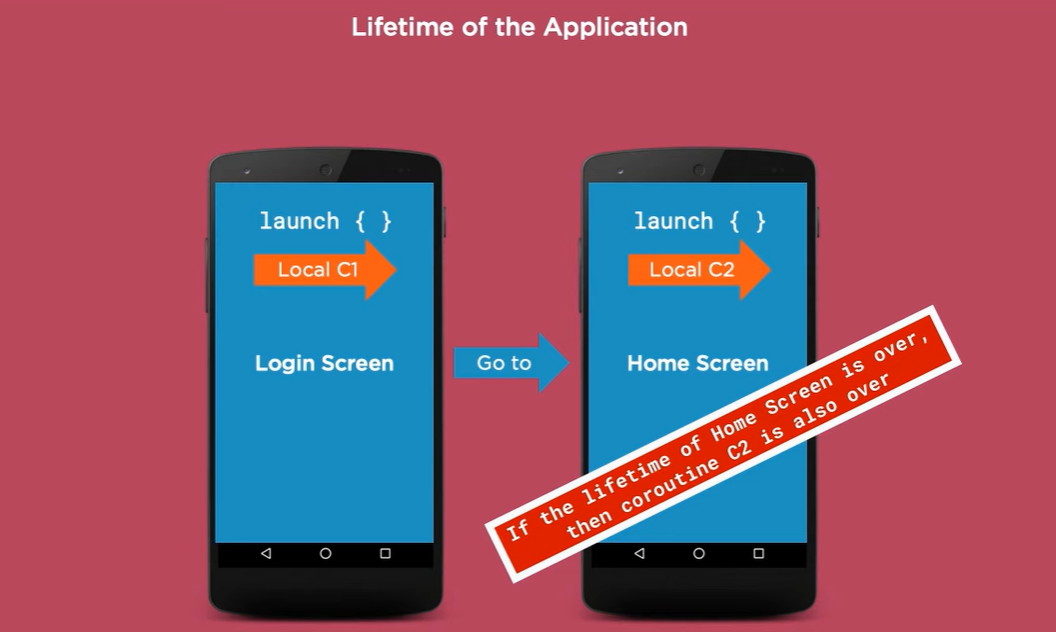 Lifetime of the Application
launch { }
Local C1
Login Screen
Go to
launch { }
Local C2
Home Screen
If the lifetime of Home Screen is over,
then coroutine C2 is also over